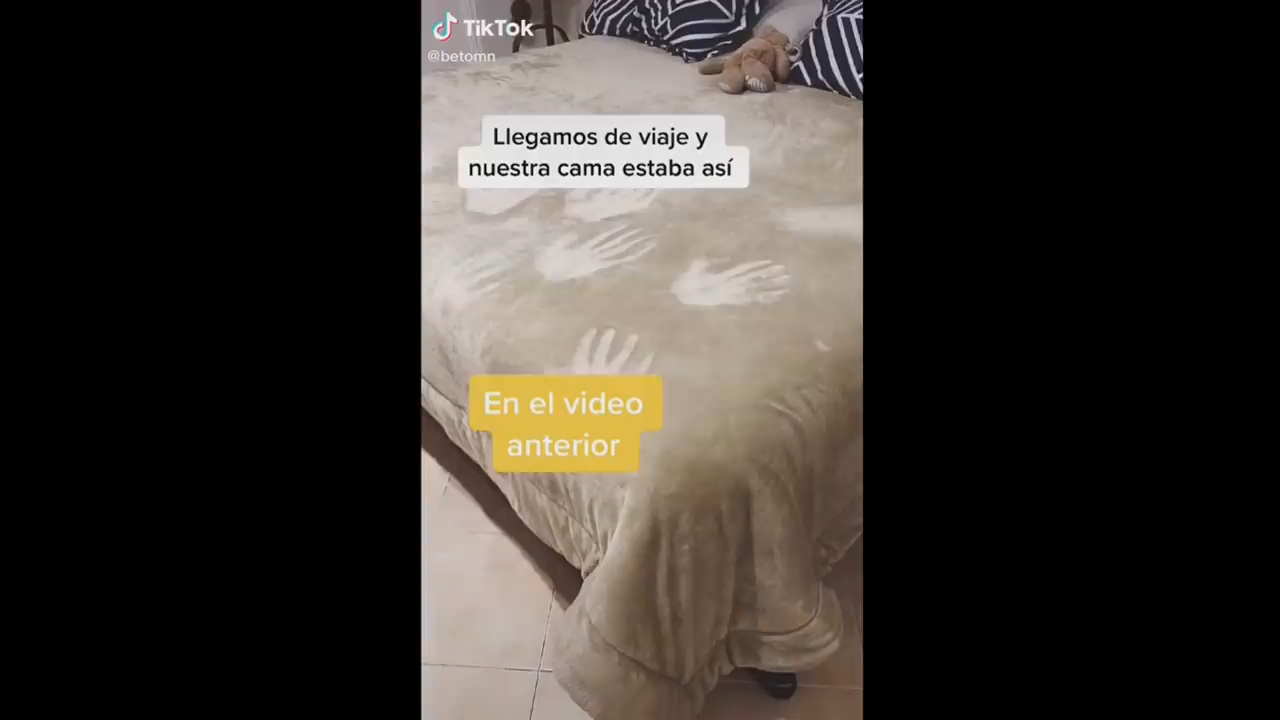 TikTok
@betomn
Llegamos de viaje y
nuestra cama estaba así
En el video
anterior